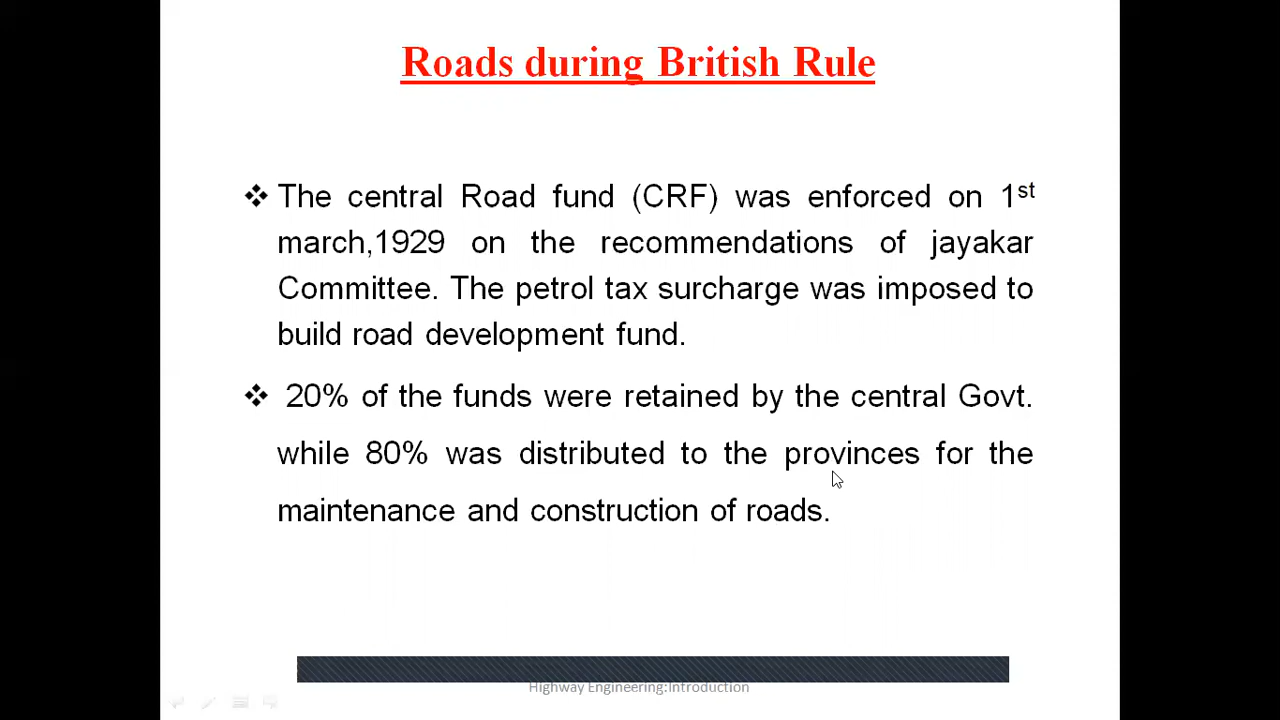 Roads during British Rule
❖ The central Road fund (CRF) was enforced on 1st
march,1929 on the recommendations of jayakar
Committee. The petrol tax surcharge was imposed to
build road development fund.
❖ 20% of the funds were retained by the central Govt.
while 80% was distributed to the provinces for the
maintenance and construction of roads.
Highway Engineering:Introduction